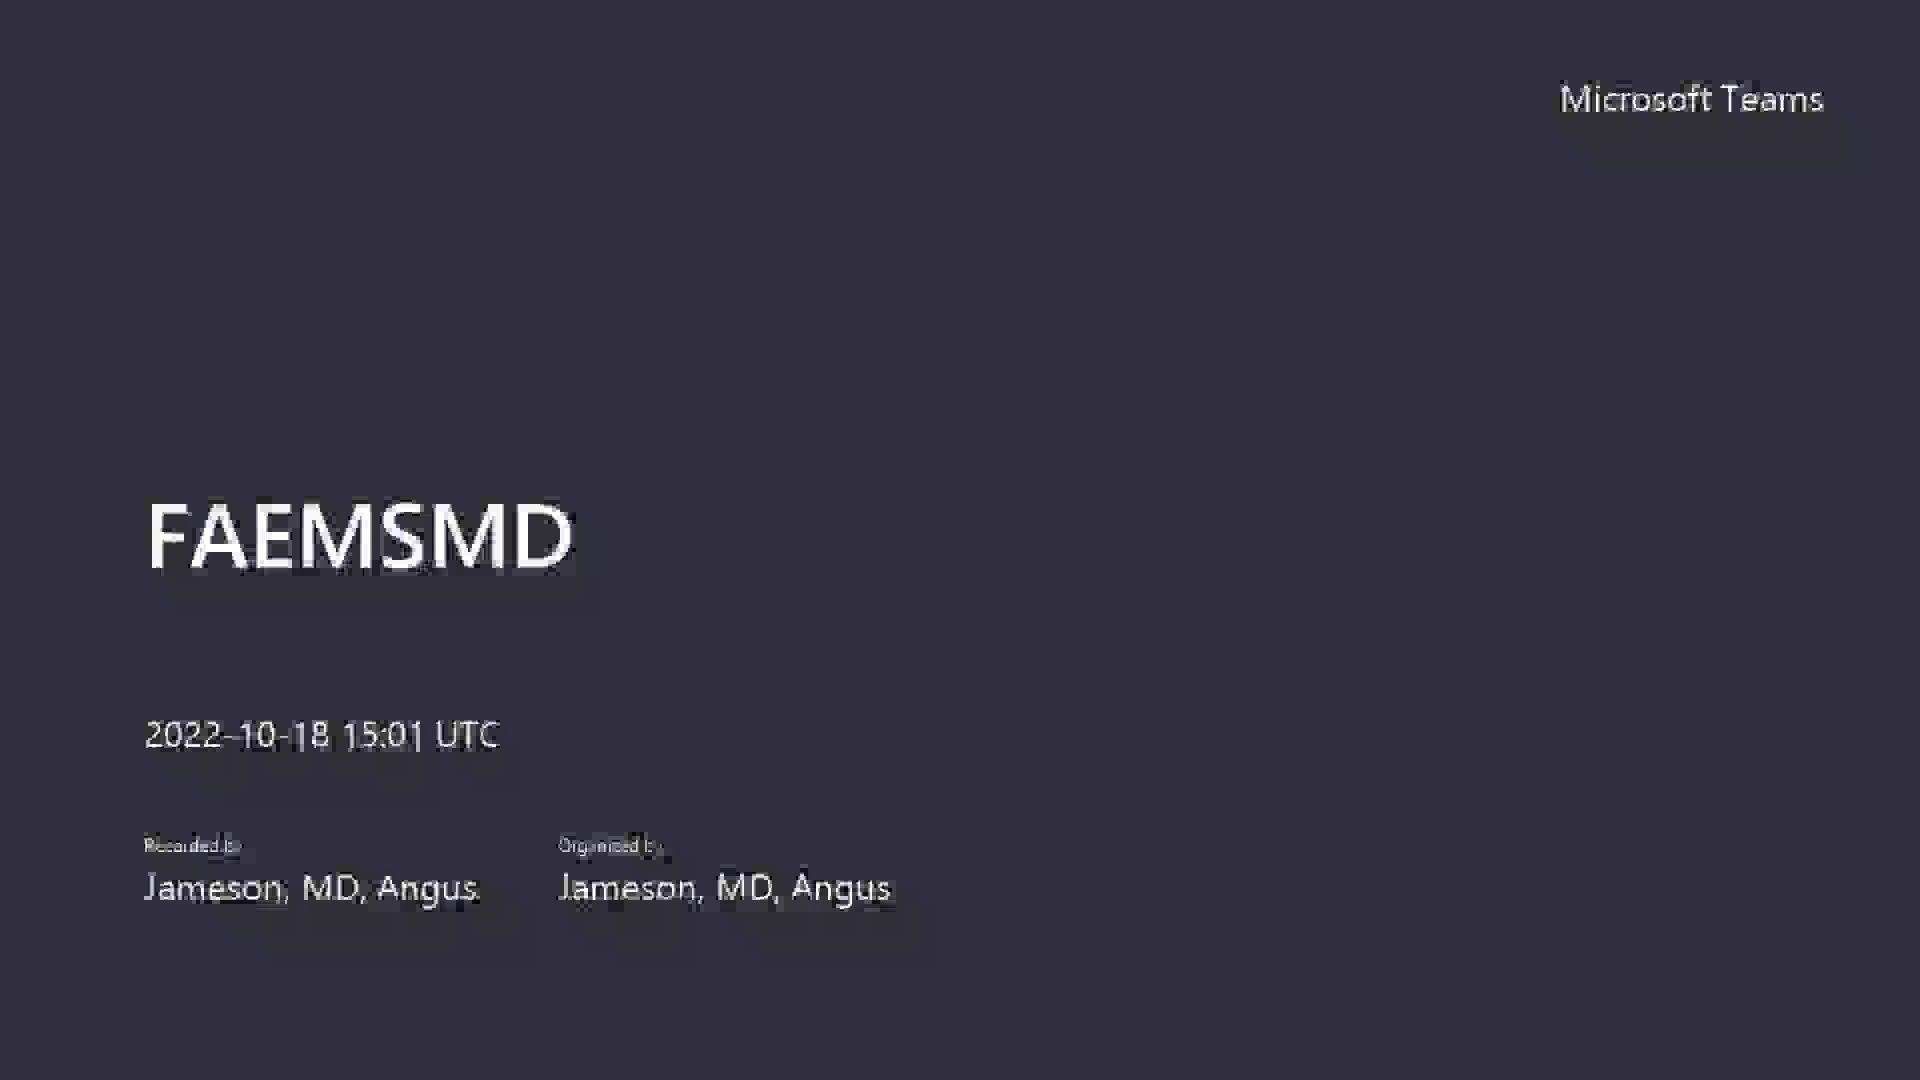 Microsoft Teams
FAEMSMD
2022-10-18 15:01 UTC
Recorded by
Organized by
Jameson, MD, Angus
Jameson, MD, Angus